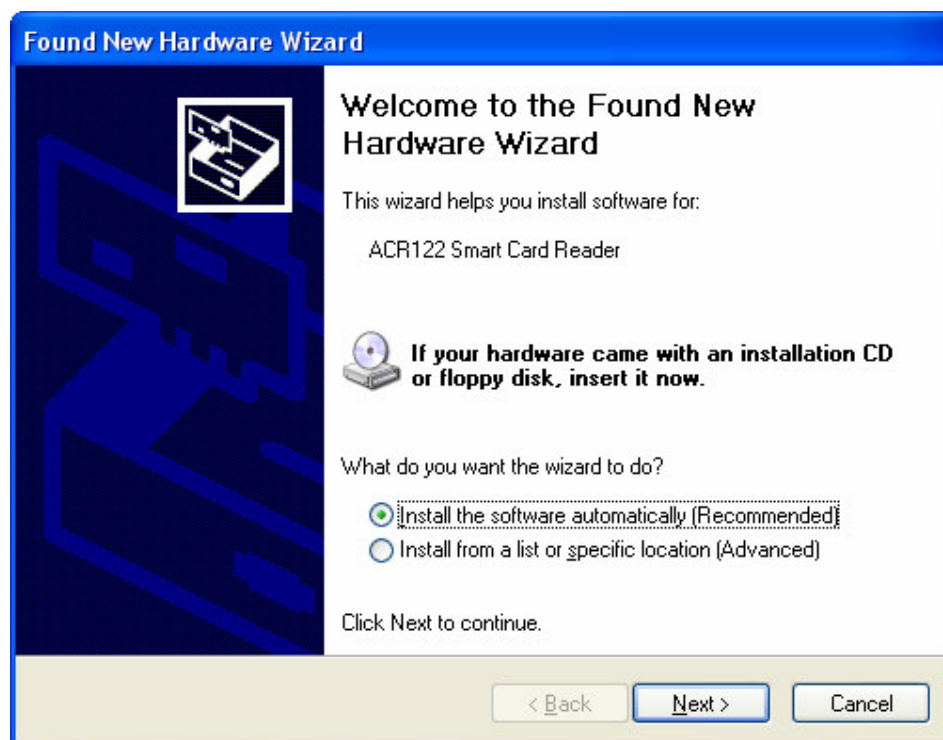 Found New Hardware Wizard
Welcome to the Found New
Hardware Wizard
This wizard helps you install software for:
ACR122 Smart Card Reader
If your hardware came with an installation CD
or floppy disk, insert it now.
What do you want the wizard to do?
Install the software automatically (Recommended)
Install from a list or specific location (Advanced)
Click Next to continue.
< Back Next > Cancel